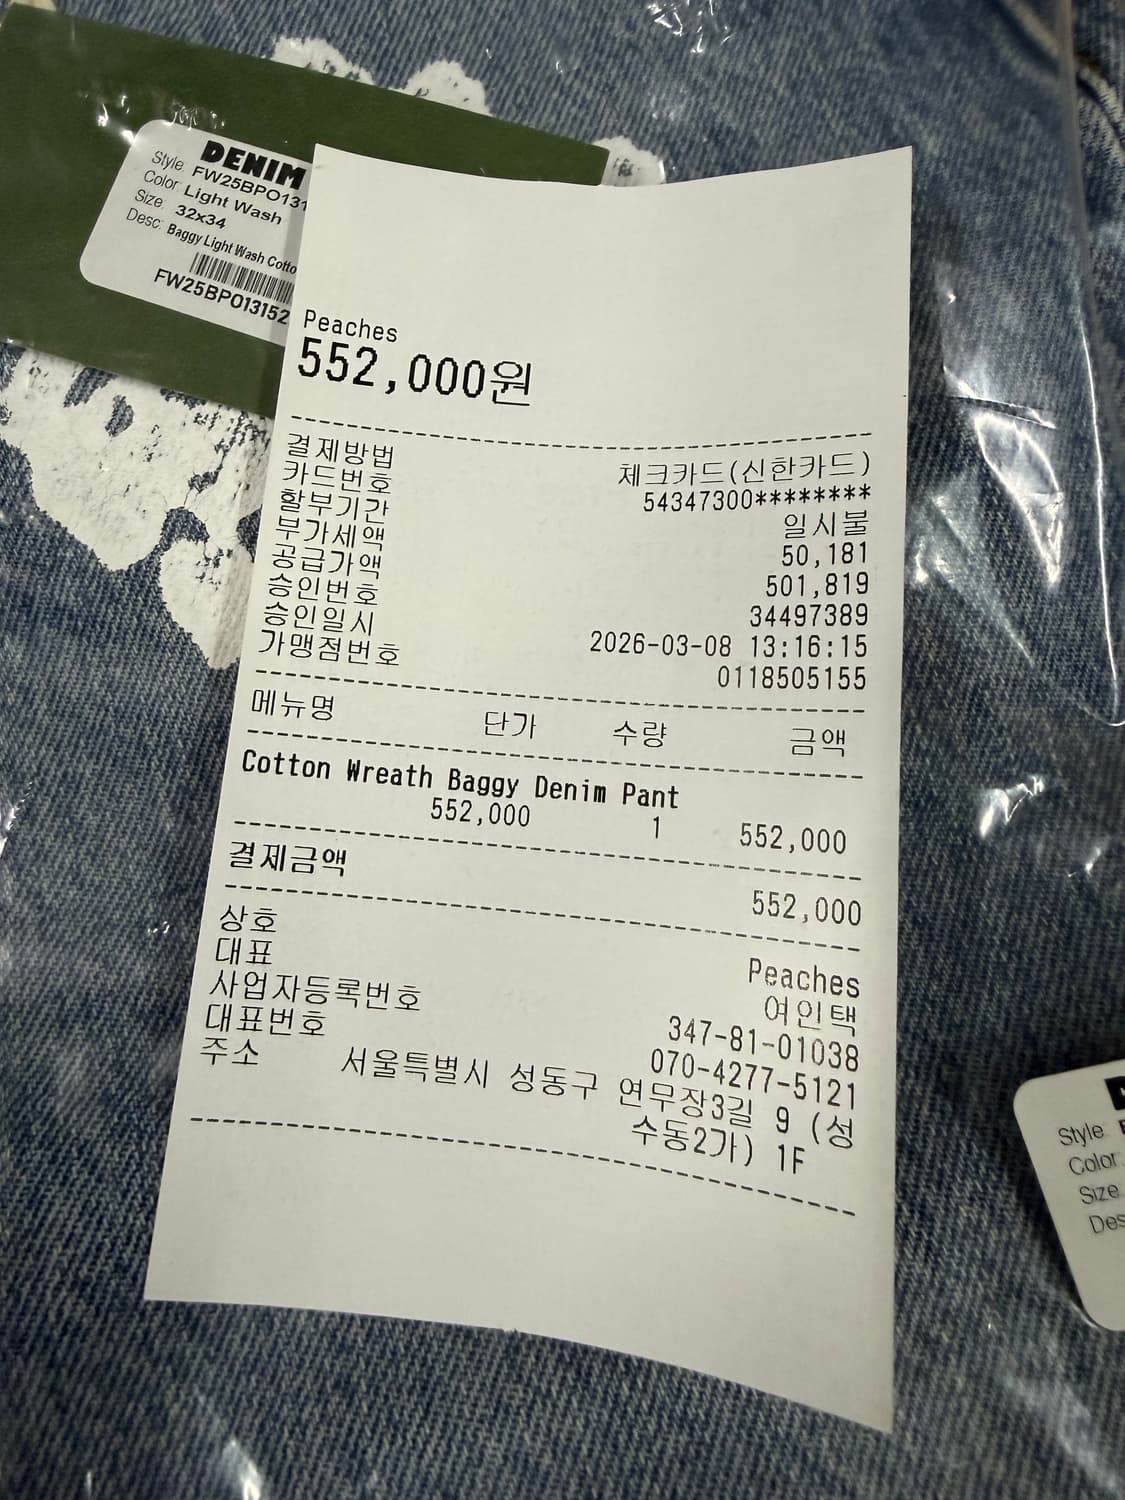 DENIM
Style: FW25BPO131
Color: Light Wash
Size: 32x34
Desc: Baggy Light Wash Cotto
FW25BPO13152
Peaches
552,000원
결제방법 체크카드(신한카드)
카드번호 54347300********
할부기간 일시불
부가세액 50,181
공급가액 501,819
승인번호 34497389
승인일시 2026-03-08 13:16:15
가맹점번호 0118505155
메뉴명 단가 수량 금액
Cotton Wreath Baggy Denim Pant
552,000 1 552,000
결제금액 552,000
상호 Peaches
대표 여인택
사업자등록번호 347-81-01038
대표번호 070-4277-5121
주소 서울특별시 성동구 연무장3길 9 (성
수동2가) 1F
Style:
Color:
Size:
Des